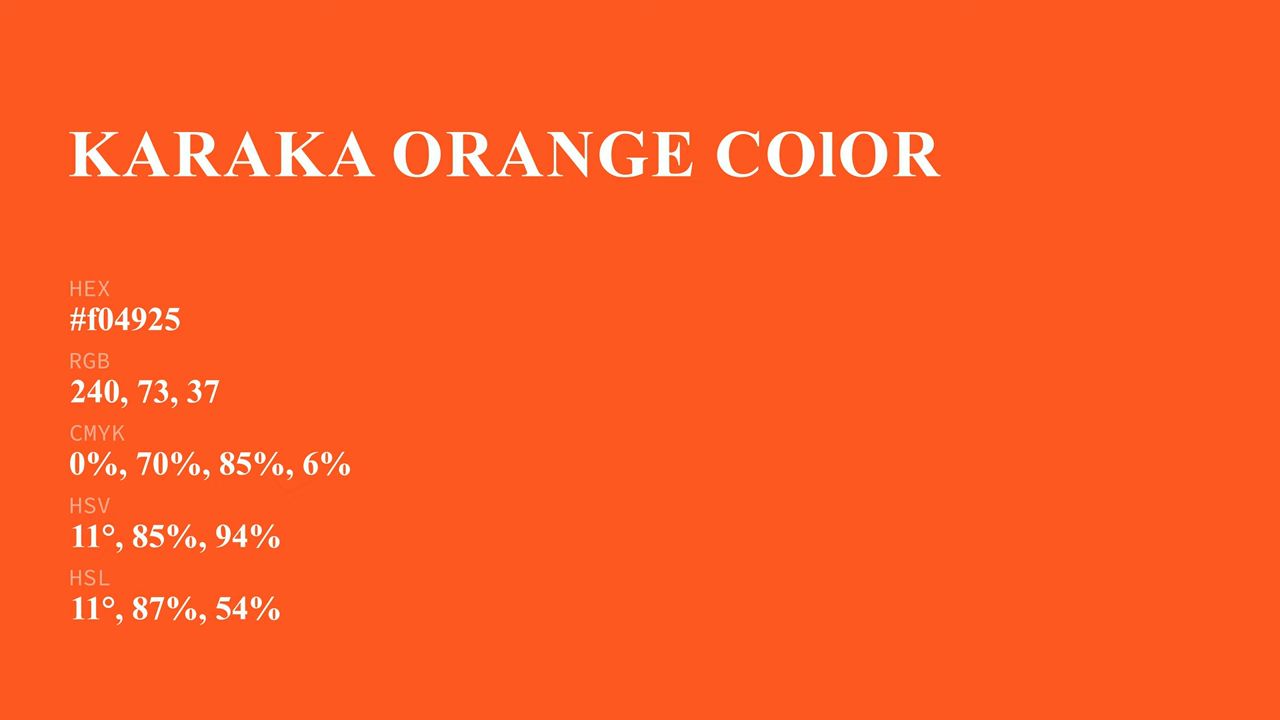 KARAKA ORANGE COlOR
HEX
#f04925
RGB
240, 73, 37
CMYK
0%, 70%, 85%, 6%
HSV
11°, 85%, 94%
HSL
11°, 87%, 54%